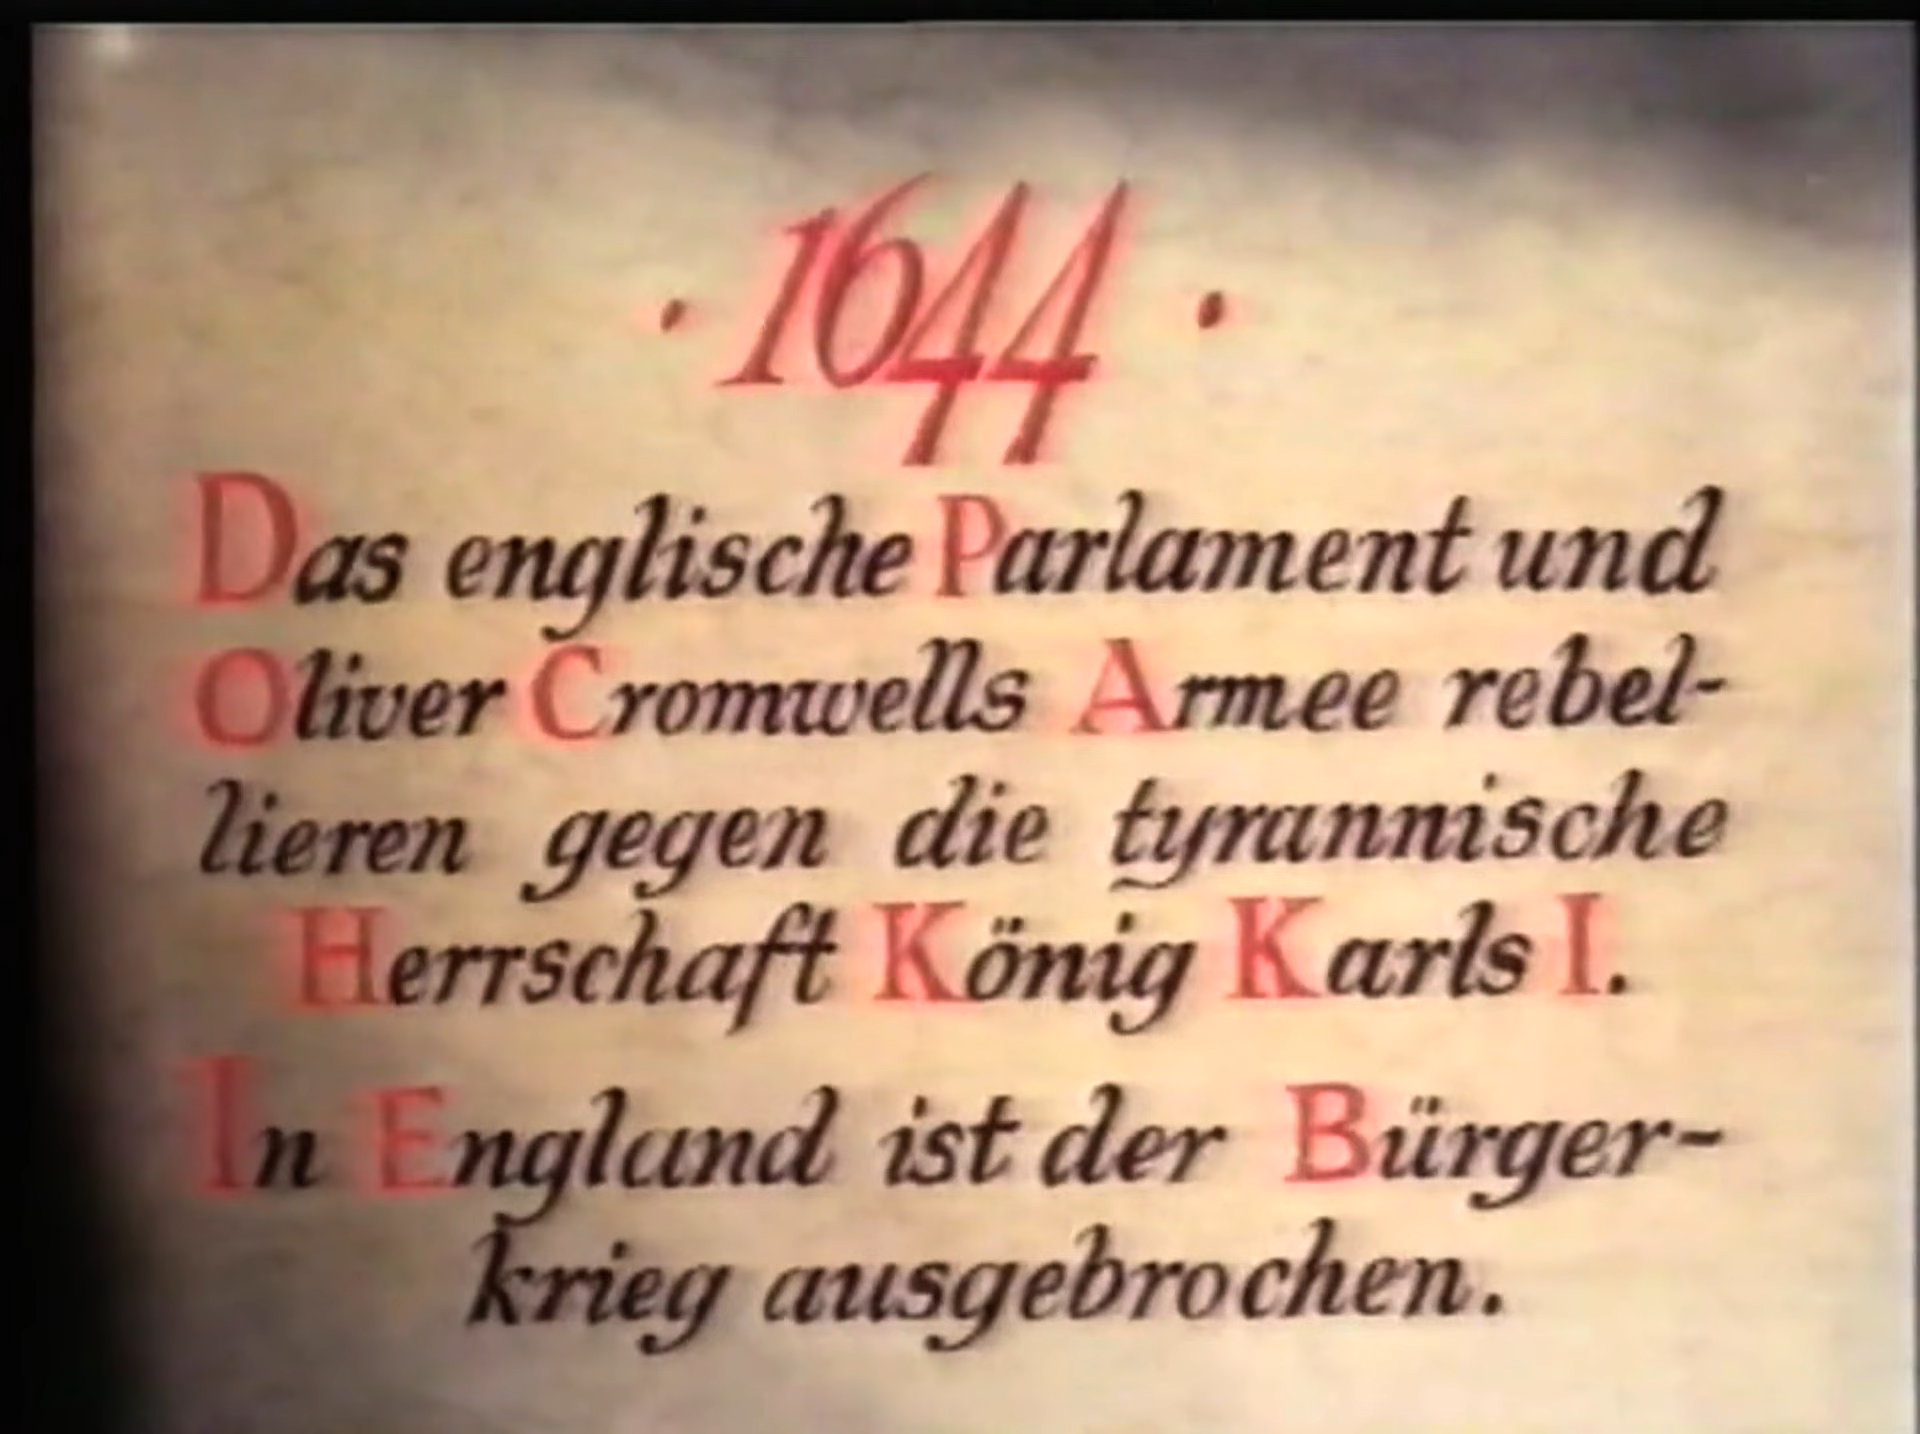 · 1644 ·
Das englische Parlament und
Oliver Cromwells Armee rebel-
lieren gegen die tyrannische
Herrschaft König Karls I.
In England ist der Bürger-
krieg ausgebrochen.